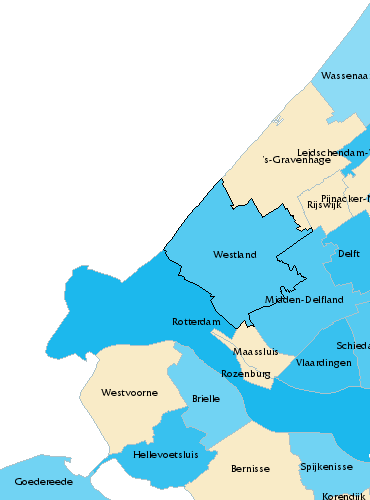 Wassenaa
Leidschendam-
's-Gravenhage
Pijnacker-N
Rijswijk
Delft
Westland
Midden-Delfland
Rotterdam
Schieda
Maassluis
Vlaardingen
Rozenburg
Westvoorne
Brielle
Hellevoetsluis
Bernisse
Spijkenisse
Goedereede
Korendijk